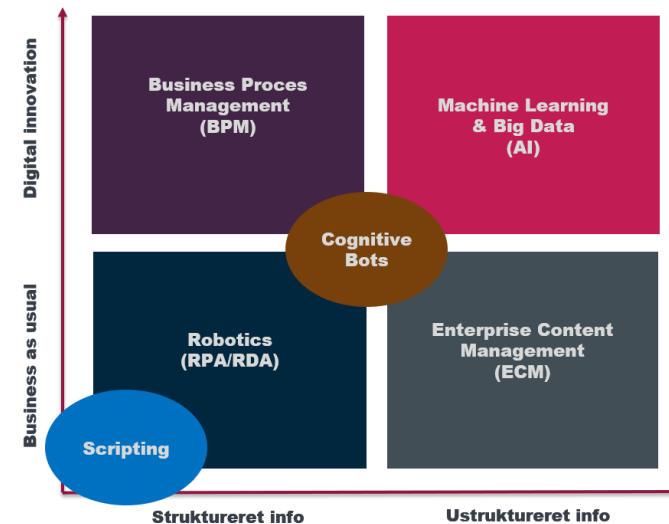 Digital innovation
Business Proces
Management
(BPM)
Machine Learning
& Big Data
(AI)
Cognitive
Bots
Business as usual
Robotics
(RPA/RDA)
Enterprise Content
Management
(ECM)
Scripting
Struktureret info
Ustruktureret info